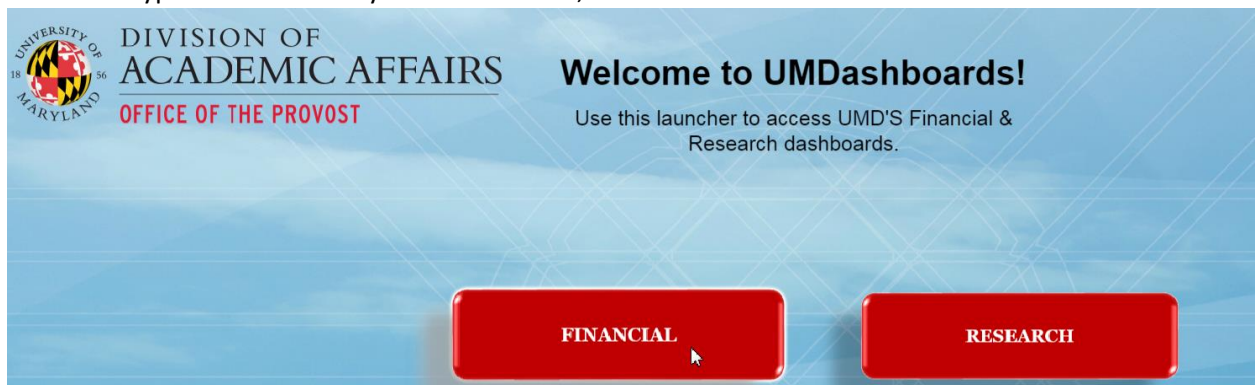 UNIVERSITY OF
18 56
MARYLAND
DIVISION OF
ACADEMIC AFFAIRS
OFFICE OF THE PROVOST
Welcome to UMDashboards!
Use this launcher to access UMD'S Financial &
Research dashboards.
FINANCIAL
RESEARCH